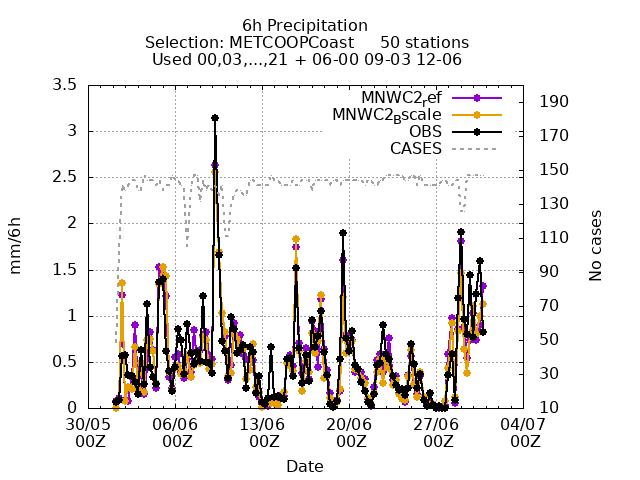 6h Precipitation
Selection: METCOOPCoast 50 stations
Used 00,03,...,21 + 06-00 09-03 12-06
3.5
3
2.5
2
1.5
1
0.5
0
mm/6h
190
170
150
130
110
90
70
50
30
10
No cases
MNWC2ref
MNWC2Bscale
OBS
CASES
30/05 06/06 13/06 20/06 27/06 04/07
00Z 00Z 00Z 00Z 00Z 00Z
Date